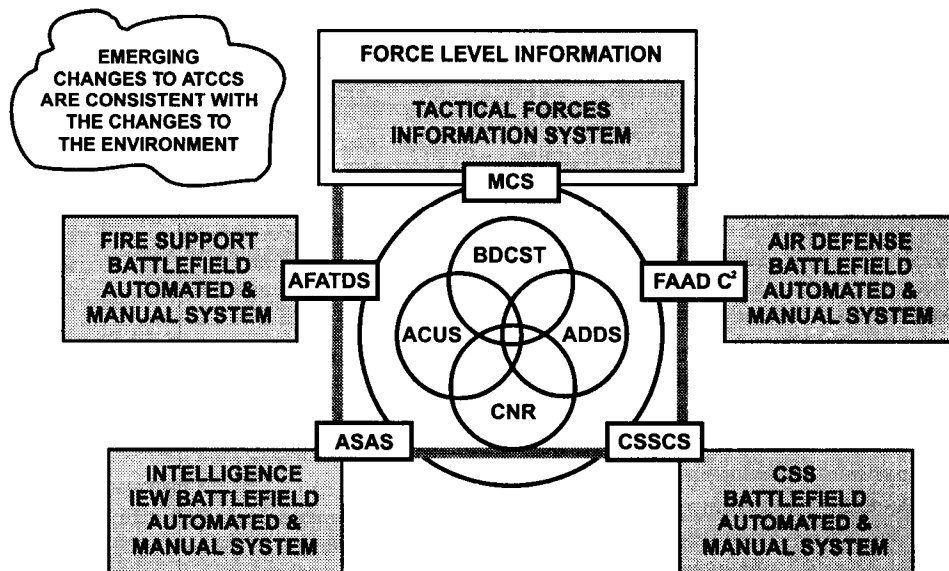 EMERGING
CHANGES TO ATCCS
ARE CONSISTENT WITH
THE CHANGES TO
THE ENVIRONMENT
FORCE LEVEL INFORMATION
TACTICAL FORCES
INFORMATION SYSTEM
MCS
FIRE SUPPORT
BATTLEFIELD
AUTOMATED &
MANUAL SYSTEM
AFATDS
BDCST
ACUS
ADDS
CNR
FAAD C²
AIR DEFENSE
BATTLEFIELD
AUTOMATED &
MANUAL SYSTEM
ASAS
CSSCS
INTELLIGENCE
IEW BATTLEFIELD
AUTOMATED &
MANUAL SYSTEM
CSS
BATTLEFIELD
AUTOMATED &
MANUAL SYSTEM